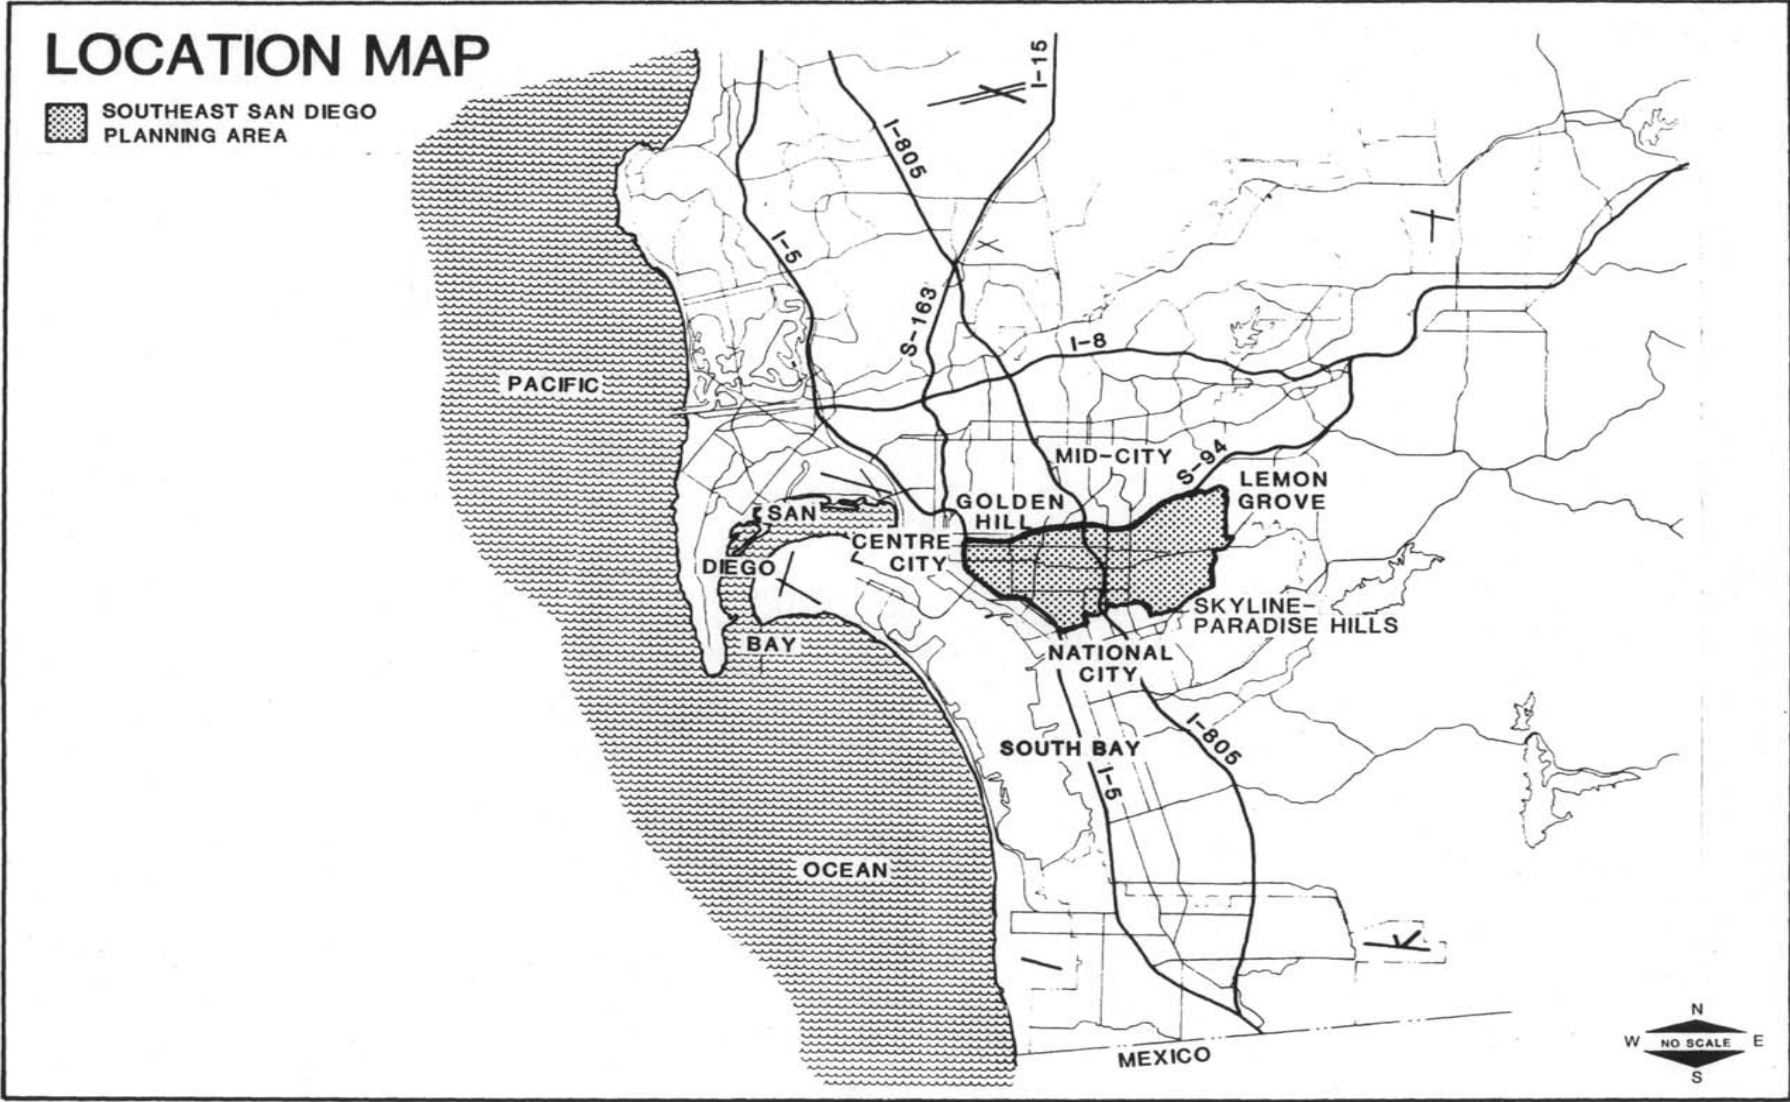 LOCATION MAP
SOUTHEAST SAN DIEGO
PLANNING AREA
I-15
I-805
I-5
S-163
I-8
PACIFIC
MID-CITY
S-94
LEMON
GROVE
GOLDEN
HILL
SAN
CENTRE
CITY
DIEGO
SKYLINE-
PARADISE HILLS
BAY
NATIONAL
CITY
I-805
SOUTH BAY
I-5
OCEAN
MEXICO
N
W NO SCALE E
S